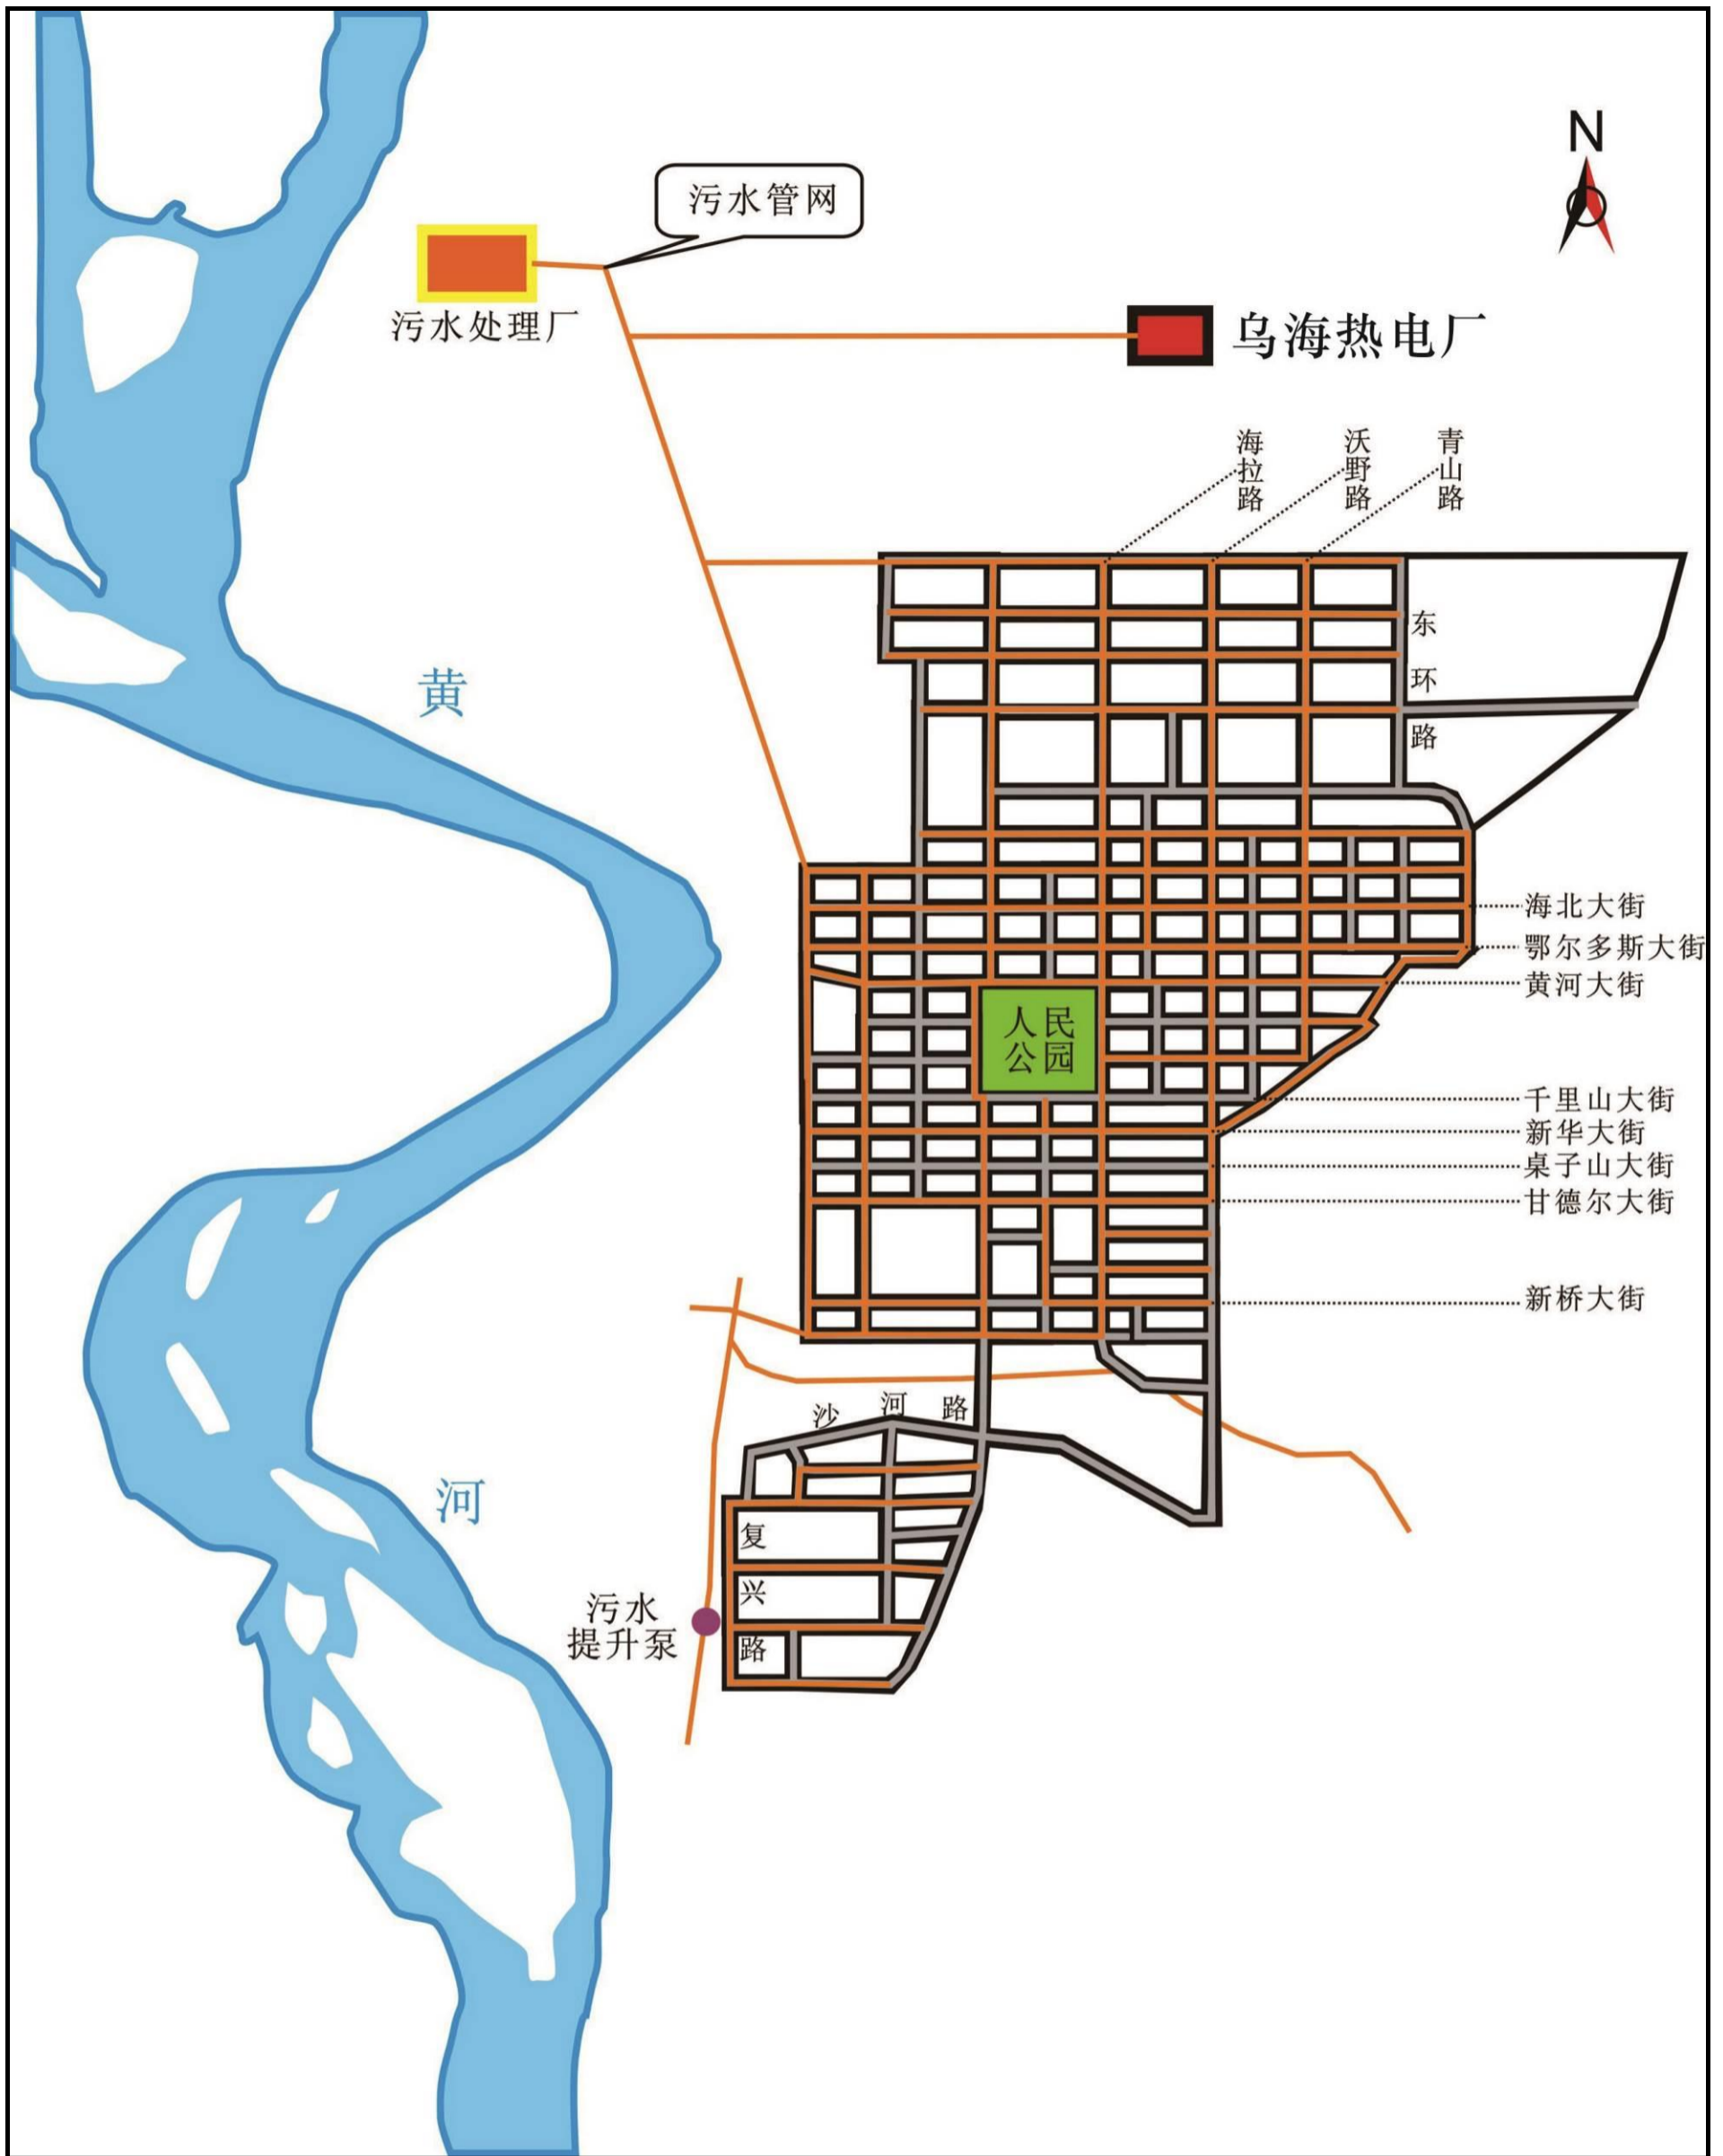 N
污水管网
污水处理厂
乌海热电厂
海拉路
沃野路
青山路
东环路
黄河
海北大街
鄂尔多斯大街
黄河大街
人民
公园
千里山大街
新华大街
桌子山大街
甘德尔大街
新桥大街
沙河路
复兴路
污水
提升泵